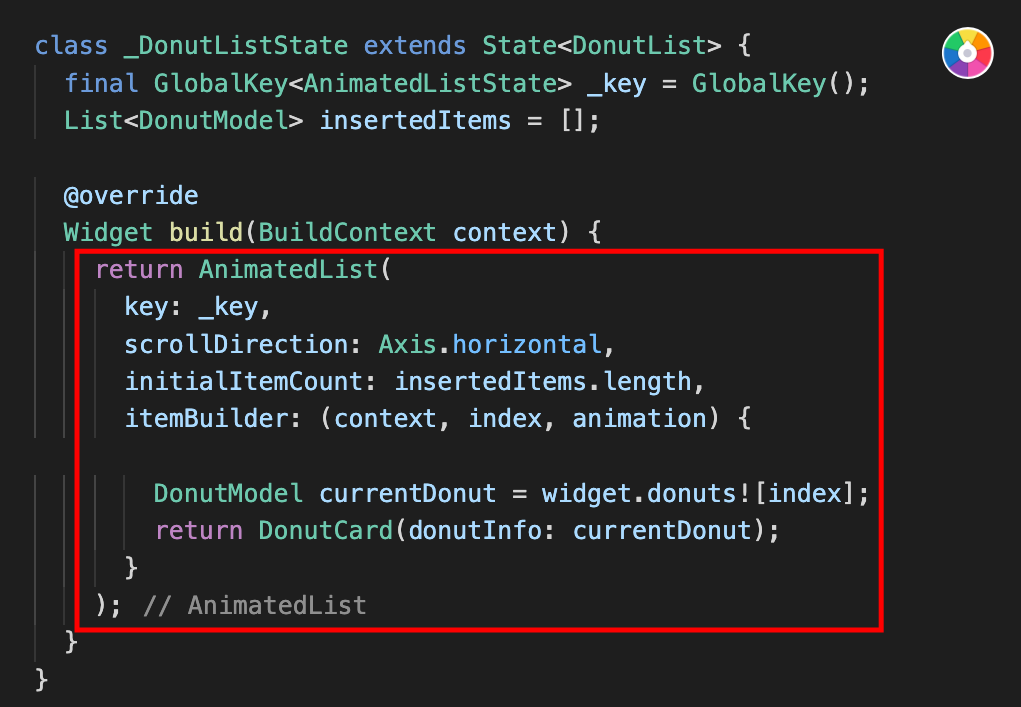 class _DonutListState extends State<DonutList> {
final GlobalKey<AnimatedListState> _key = GlobalKey();
List<DonutModel> insertedItems = [];
@override
Widget build(BuildContext context) {
return AnimatedList(
key: _key,
scrollDirection: Axis.horizontal,
initialItemCount: insertedItems.length,
itemBuilder: (context, index, animation) {
DonutModel currentDonut = widget.donuts![index];
return DonutCard(donutInfo: currentDonut);
}
); // AnimatedList
}
}